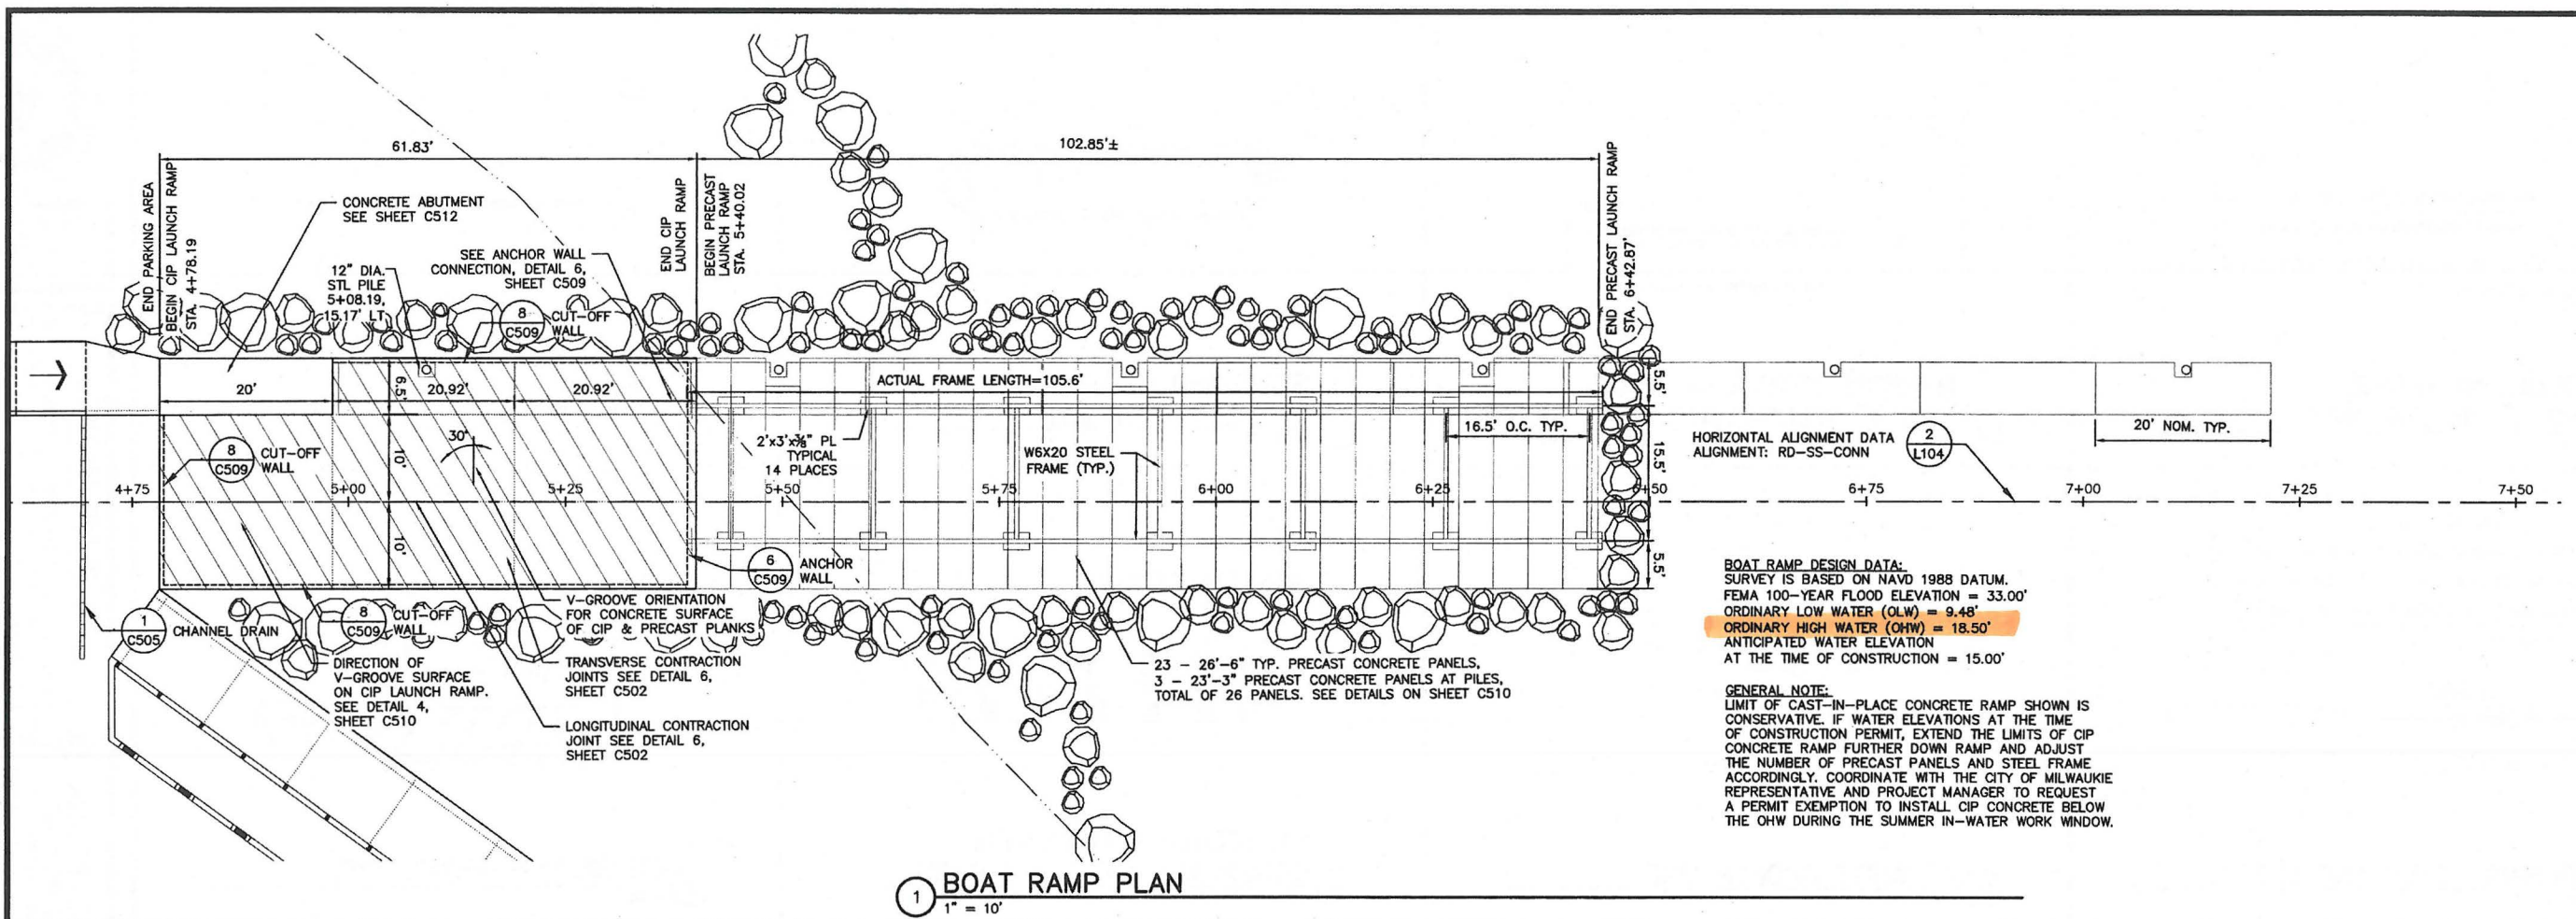 61.83'
102.85'±
END PARKING AREA
BEGIN CIP LAUNCH RAMP
STA. 4+78.19
CONCRETE ABUTMENT
SEE SHEET C512
12" DIA.
STL PILE
5+08.19,
15.17' LT
SEE ANCHOR WALL
CONNECTION, DETAIL 6,
SHEET C509
8
C509
CUT-OFF
WALL
END CIP
LAUNCH RAMP
BEGIN PRECAST
LAUNCH RAMP
STA. 5+40.02
END PRECAST LAUNCH RAMP
STA. 6+42.87'
20'
6.5'
20.92'
20.92'
ACTUAL FRAME LENGTH=105.6'
5.5'
8
C509
CUT-OFF
WALL
30°
10'
2'x3'x⅜" PL
TYPICAL
14 PLACES
W6X20 STEEL
FRAME (TYP.)
16.5' O.C. TYP.
15.5'
20' NOM. TYP.
HORIZONTAL ALIGNMENT DATA
ALIGNMENT: RD-SS-CONN
2
L104
4+75
5+00
5+25
5+50
5+75
6+00
6+25
6+50
6+75
7+00
7+25
7+50
10'
5.5'
6
C509
ANCHOR
WALL
1
C505
CHANNEL DRAIN
8
C509
CUT-OFF
WALL
V-GROOVE ORIENTATION
FOR CONCRETE SURFACE
OF CIP & PRECAST PLANKS
DIRECTION OF
V-GROOVE SURFACE
ON CIP LAUNCH RAMP.
SEE DETAIL 4,
SHEET C510
TRANSVERSE CONTRACTION
JOINTS SEE DETAIL 6,
SHEET C502
LONGITUDINAL CONTRACTION
JOINT SEE DETAIL 6,
SHEET C502
23 - 26'-6" TYP. PRECAST CONCRETE PANELS,
3 - 23'-3" PRECAST CONCRETE PANELS AT PILES,
TOTAL OF 26 PANELS. SEE DETAILS ON SHEET C510
BOAT RAMP DESIGN DATA:
SURVEY IS BASED ON NAVD 1988 DATUM.
FEMA 100-YEAR FLOOD ELEVATION = 33.00'
ORDINARY LOW WATER (OLW) = 9.48'
ORDINARY HIGH WATER (OHW) = 18.50'
ANTICIPATED WATER ELEVATION
AT THE TIME OF CONSTRUCTION = 15.00'
GENERAL NOTE:
LIMIT OF CAST-IN-PLACE CONCRETE RAMP SHOWN IS
CONSERVATIVE. IF WATER ELEVATIONS AT THE TIME
OF CONSTRUCTION PERMIT, EXTEND THE LIMITS OF CIP
CONCRETE RAMP FURTHER DOWN RAMP AND ADJUST
THE NUMBER OF PRECAST PANELS AND STEEL FRAME
ACCORDINGLY. COORDINATE WITH THE CITY OF MILWAUKIE
REPRESENTATIVE AND PROJECT MANAGER TO REQUEST
A PERMIT EXEMPTION TO INSTALL CIP CONCRETE BELOW
THE OHW DURING THE SUMMER IN-WATER WORK WINDOW.
1
BOAT RAMP PLAN
1" = 10'